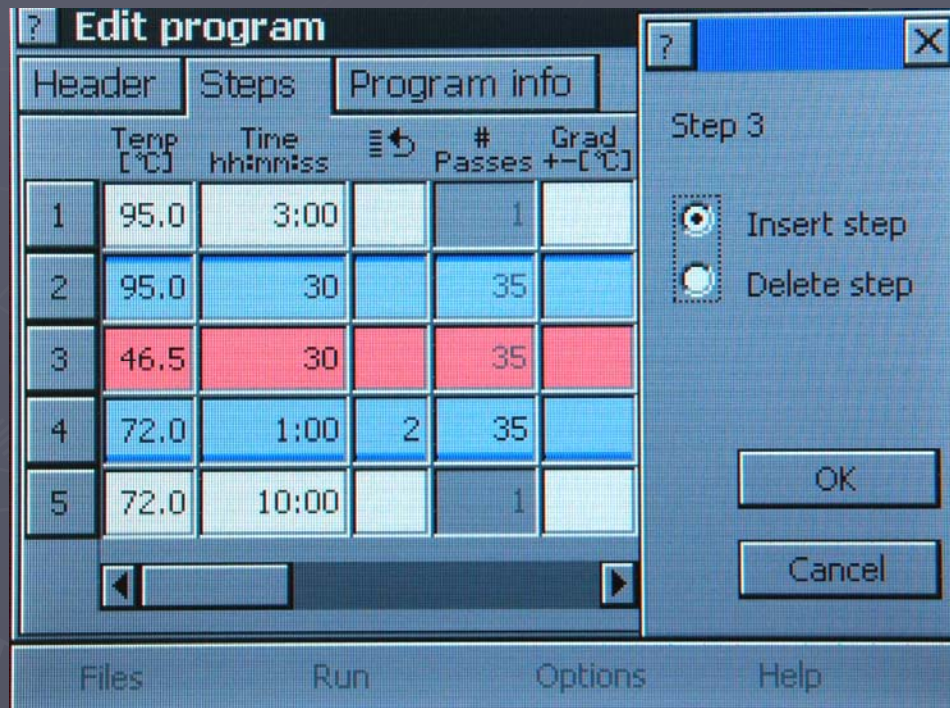 ? Edit program
Header Steps Program info
Temp Time # Grad
[°C] hh:mm:ss Passes +-[°C]
1 95.0 3:00 1
2 95.0 30 35
3 46.5 30 35
4 72.0 1:00 2 35
5 72.0 10:00 1
? X
Step 3
Insert step
Delete step
OK
Cancel
Files Run Options Help